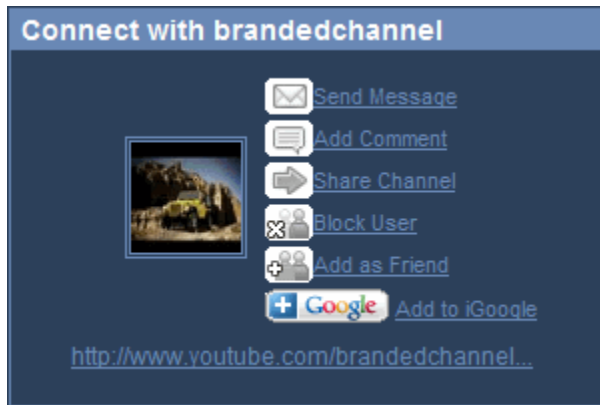 Connect with brandedchannel
Send Message
Add Comment
Share Channel
Block User
Add as Friend
Google Add to iGoogle
http://www.youtube.com/brandedchannel...